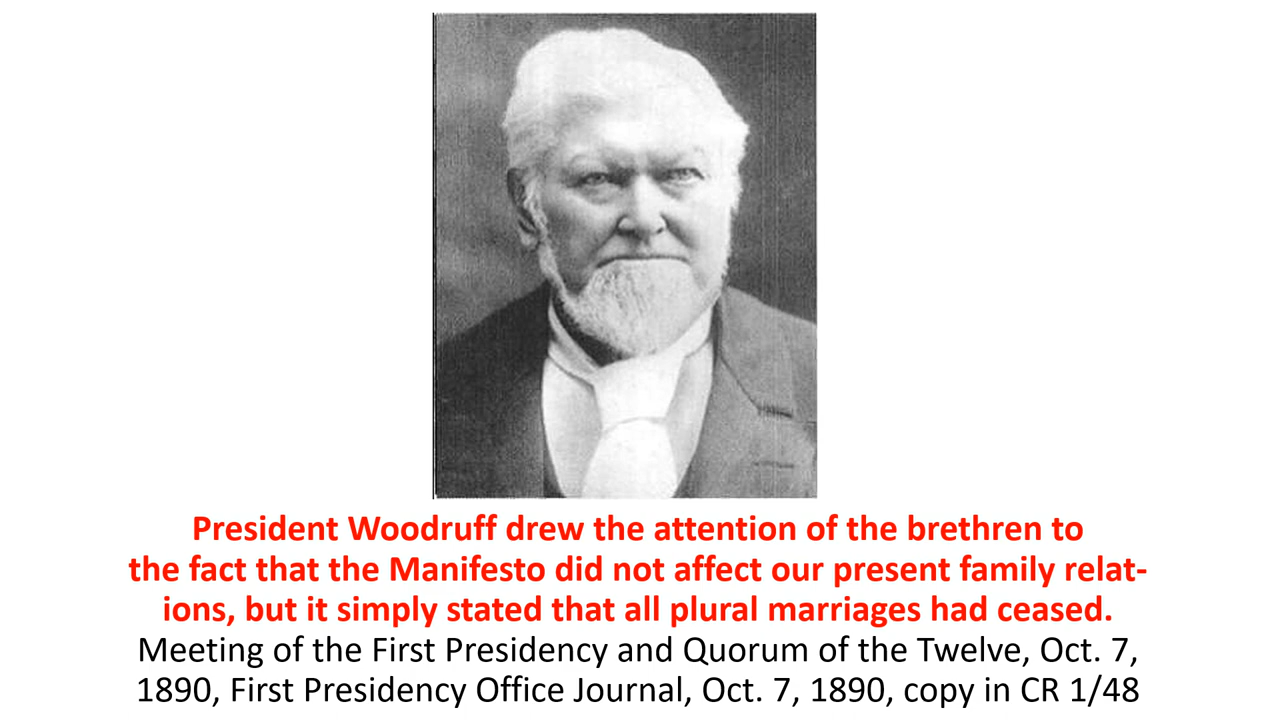 President Woodruff drew the attention of the brethren to
the fact that the Manifesto did not affect our present family relat-
ions, but it simply stated that all plural marriages had ceased.
Meeting of the First Presidency and Quorum of the Twelve, Oct. 7,
1890, First Presidency Office Journal, Oct. 7, 1890, copy in CR 1/48